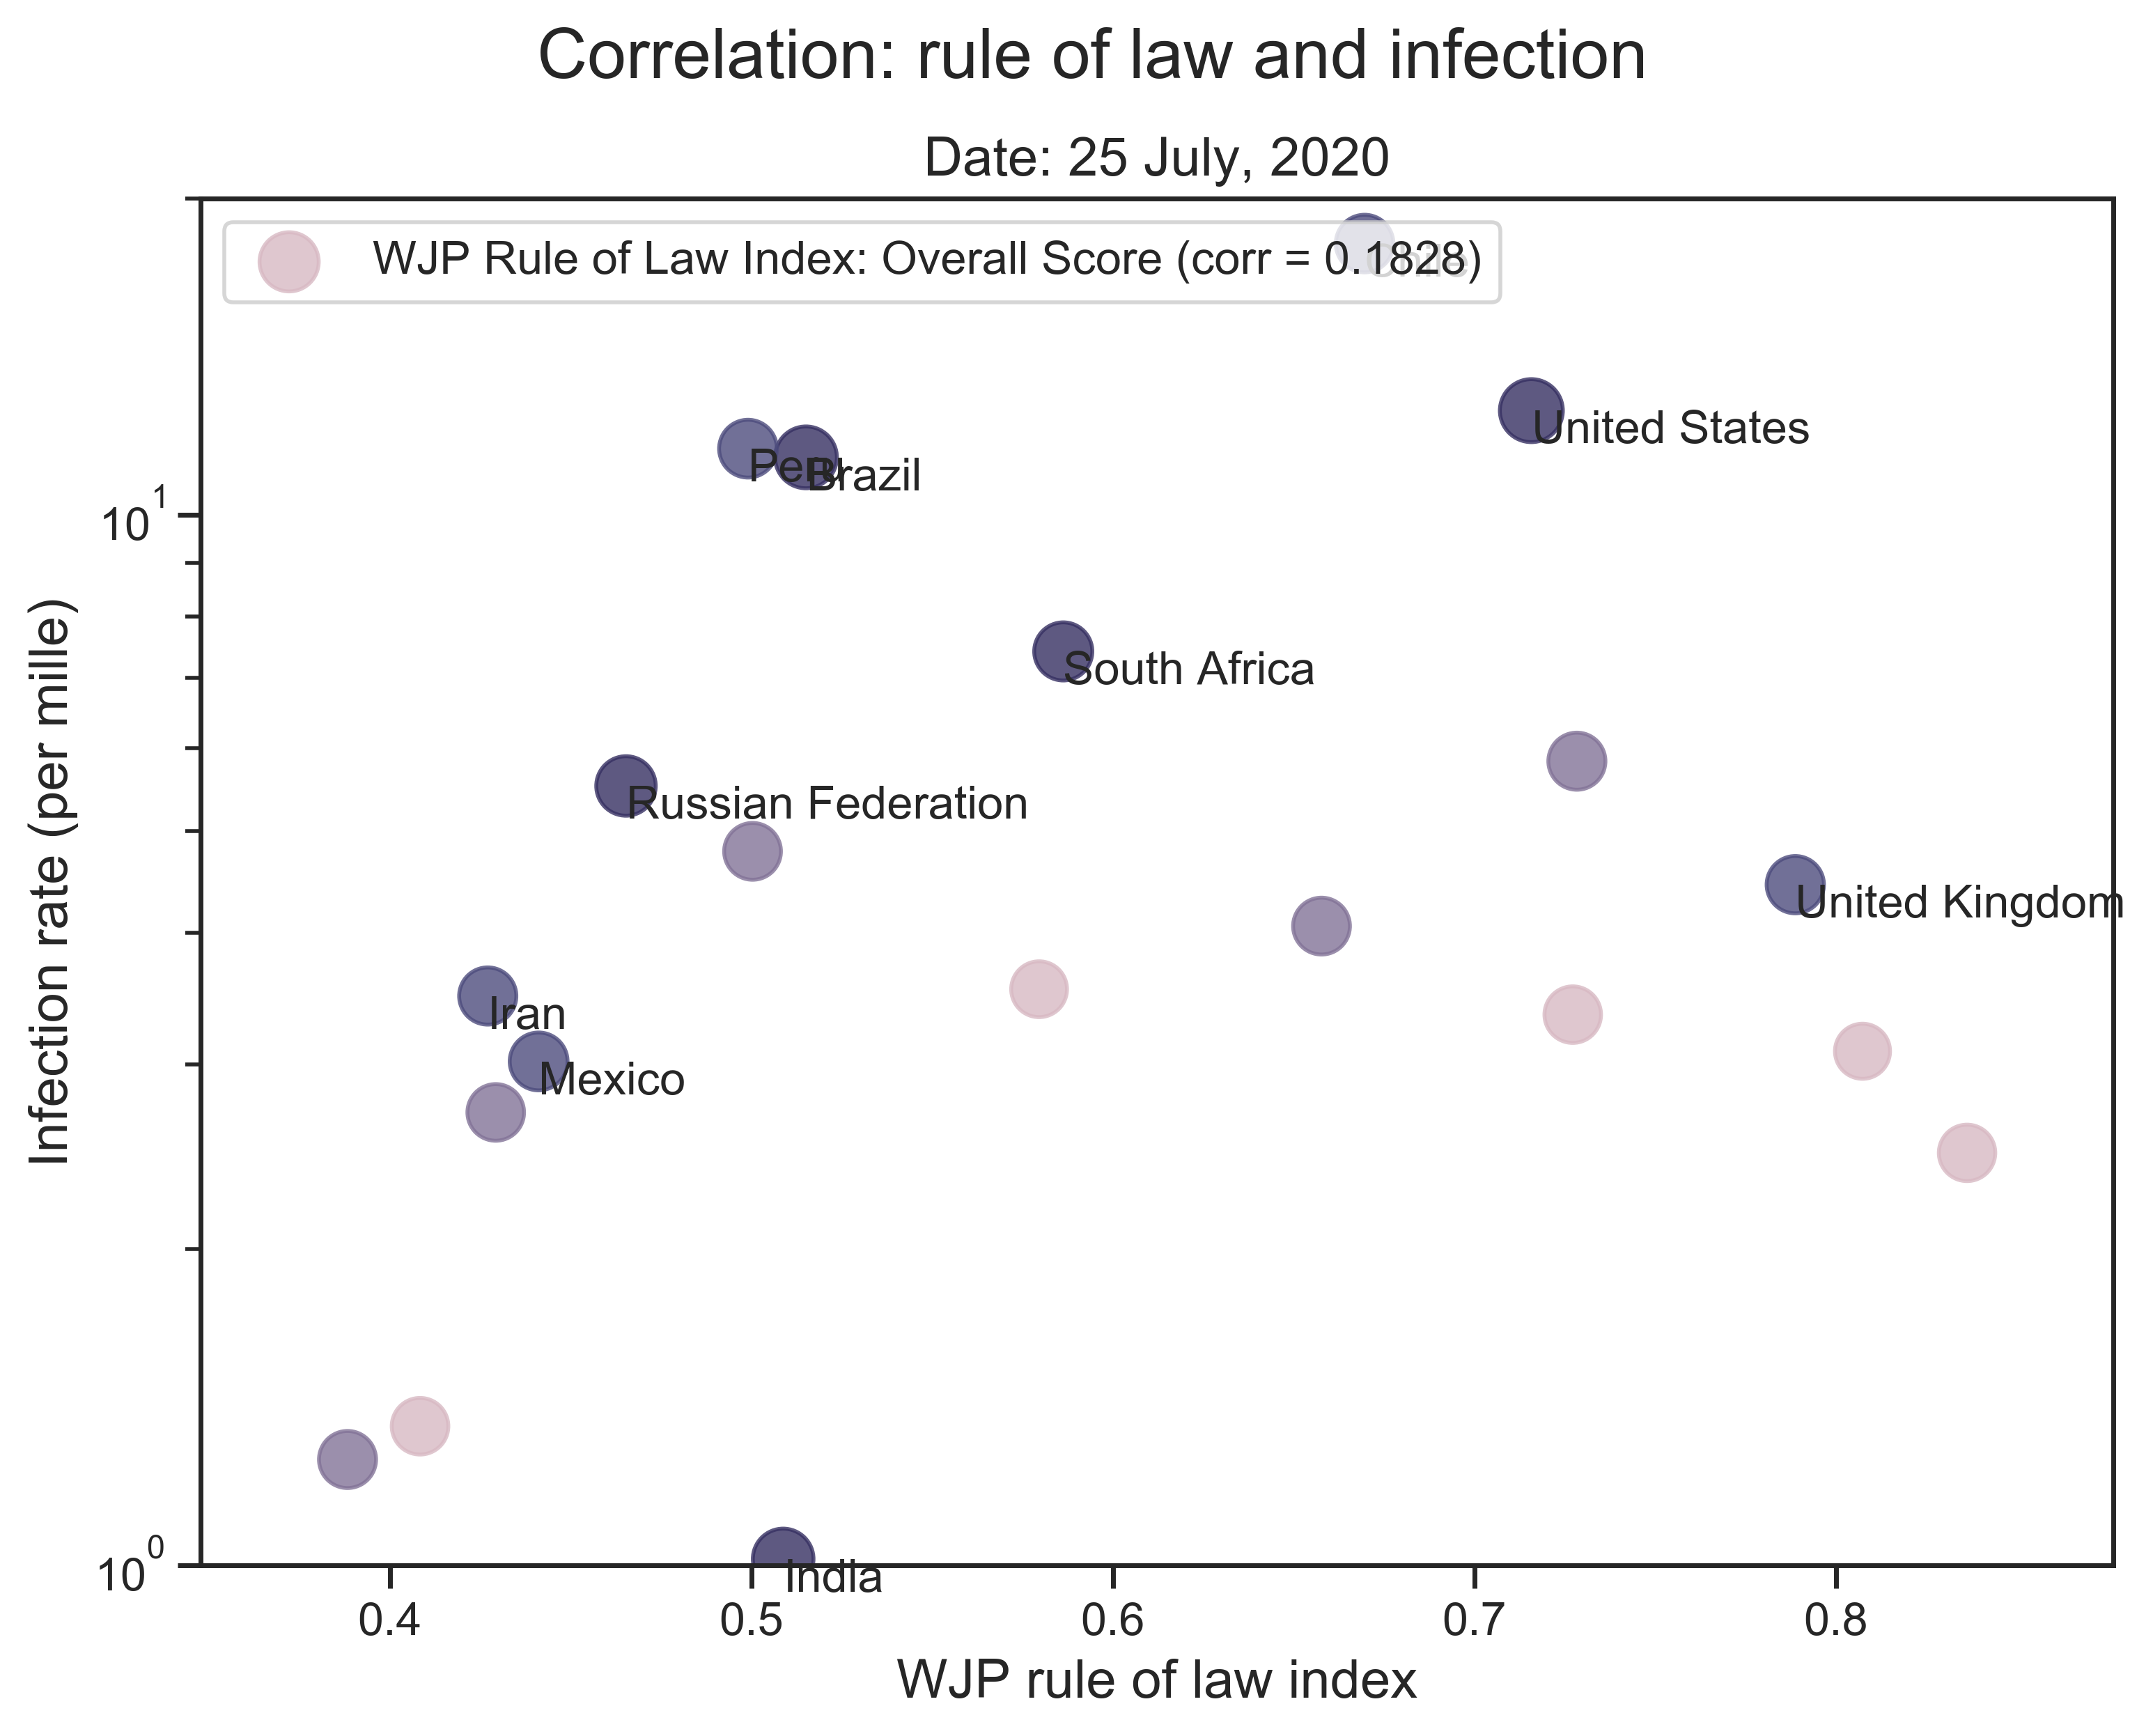 Correlation: rule of law and infection
Date: 25 July, 2020
WJP Rule of Law Index: Overall Score (corr = 0.1828)
Chile
United States
Peru
Brazil
10^1
South Africa
Russian Federation
United Kingdom
Iran
Mexico
India
10^0
0.4 0.5 0.6 0.7 0.8
WJP rule of law index
Infection rate (per mille)